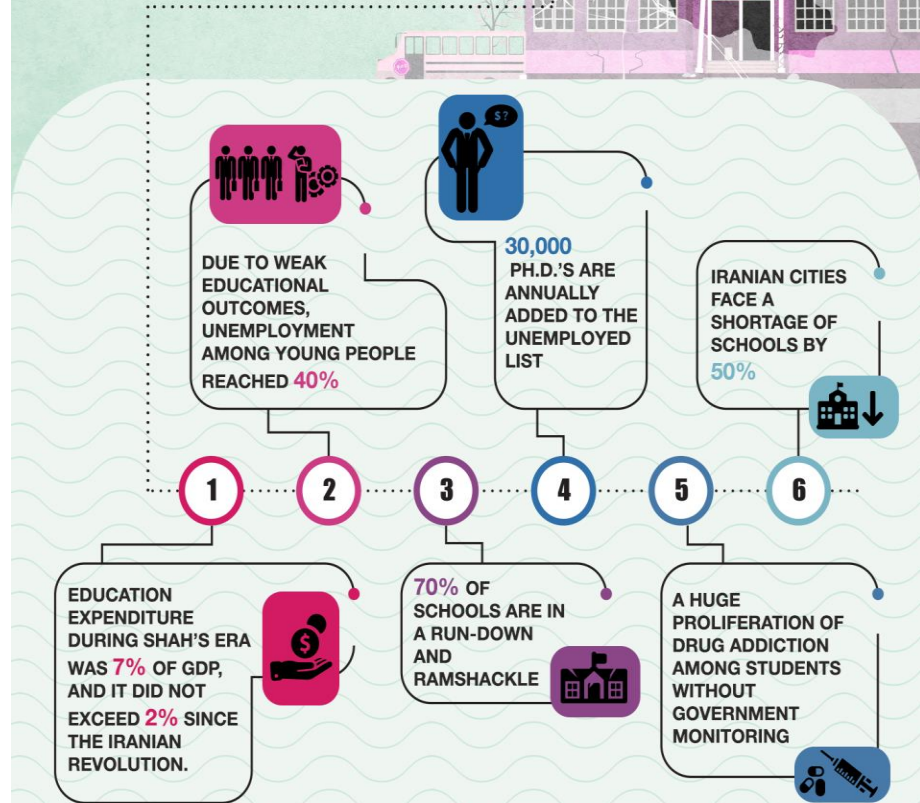 $?
DUE TO WEAK
EDUCATIONAL
OUTCOMES,
UNEMPLOYMENT
AMONG YOUNG PEOPLE
REACHED 40%
30,000
PH.D.'S ARE
ANNUALLY
ADDED TO THE
UNEMPLOYED
LIST
IRANIAN CITIES
FACE A
SHORTAGE OF
SCHOOLS BY
50%
1
2
3
4
5
6
EDUCATION
EXPENDITURE
DURING SHAH'S ERA
WAS 7% OF GDP,
AND IT DID NOT
EXCEED 2% SINCE
THE IRANIAN
REVOLUTION.
$
70% OF
SCHOOLS ARE IN
A RUN-DOWN
AND
RAMSHACKLE
A HUGE
PROLIFERATION OF
DRUG ADDICTION
AMONG STUDENTS
WITHOUT
GOVERNMENT
MONITORING